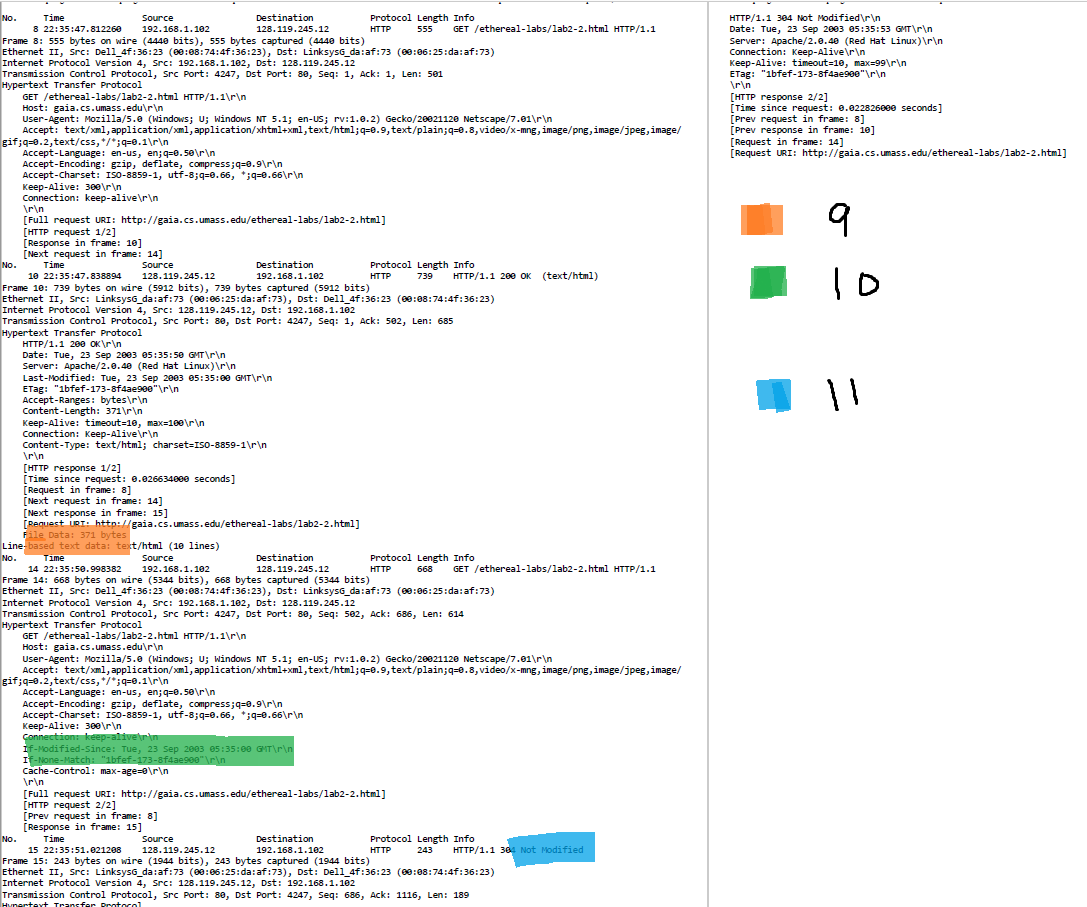 No. Time Source Destination Protocol Length Info
8 22:35:47.812260 192.168.1.102 128.119.245.12 HTTP 555 GET /ethereal-labs/lab2-2.html HTTP/1.1
Frame 8: 555 bytes on wire (4440 bits), 555 bytes captured (4440 bits)
Ethernet II, Src: Dell_4f:36:23 (00:08:74:4f:36:23), Dst: LinksysG_da:af:73 (00:06:25:da:af:73)
Internet Protocol Version 4, Src: 192.168.1.102, Dst: 128.119.245.12
Transmission Control Protocol, Src Port: 4247, Dst Port: 80, Seq: 1, Ack: 1, Len: 501
Hypertext Transfer Protocol
GET /ethereal-labs/lab2-2.html HTTP/1.1\r\n
Host: gaia.cs.umass.edu\r\n
User-Agent: Mozilla/5.0 (Windows; U; Windows NT 5.1; en-US; rv:1.0.2) Gecko/20021120 Netscape/7.01\r\n
Accept: text/xml,application/xml,application/xhtml+xml,text/html;q=0.9,text/plain;q=0.8,video/x-mng,image/png,image/jpeg,image/
gif;q=0.2,text/css,*/*;q=0.1\r\n
Accept-Language: en-us, en;q=0.50\r\n
Accept-Encoding: gzip, deflate, compress;q=0.9\r\n
Accept-Charset: ISO-8859-1, utf-8;q=0.66, *;q=0.66\r\n
Keep-Alive: 300\r\n
Connection: keep-alive\r\n
\r\n
[Full request URI: http://gaia.cs.umass.edu/ethereal-labs/lab2-2.html]
[HTTP request 1/2]
[Response in frame: 10]
[Next request in frame: 14]
No. Time Source Destination Protocol Length Info
10 22:35:47.838894 128.119.245.12 192.168.1.102 HTTP 739 HTTP/1.1 200 OK (text/html)
Frame 10: 739 bytes on wire (5912 bits), 739 bytes captured (5912 bits)
Ethernet II, Src: LinksysG_da:af:73 (00:06:25:da:af:73), Dst: Dell_4f:36:23 (00:08:74:4f:36:23)
Internet Protocol Version 4, Src: 128.119.245.12, Dst: 192.168.1.102
Transmission Control Protocol, Src Port: 80, Dst Port: 4247, Seq: 1, Ack: 502, Len: 685
Hypertext Transfer Protocol
HTTP/1.1 200 OK\r\n
Date: Tue, 23 Sep 2003 05:35:50 GMT\r\n
Server: Apache/2.0.40 (Red Hat Linux)\r\n
Last-Modified: Tue, 23 Sep 2003 05:35:00 GMT\r\n
ETag: "1bfef-173-8f4ae900"\r\n
Accept-Ranges: bytes\r\n
Content-Length: 371\r\n
Keep-Alive: timeout=10, max=100\r\n
Connection: Keep-Alive\r\n
Content-Type: text/html; charset=ISO-8859-1\r\n
\r\n
[HTTP response 1/2]
[Time since request: 0.026634000 seconds]
[Request in frame: 8]
[Next request in frame: 14]
[Next response in frame: 15]
[Request URI: http://gaia.cs.umass.edu/ethereal-labs/lab2-2.html]
File Data: 371 bytes
Line-based text data: text/html (10 lines)
No. Time Source Destination Protocol Length Info
14 22:35:50.998382 192.168.1.102 128.119.245.12 HTTP 668 GET /ethereal-labs/lab2-2.html HTTP/1.1
Frame 14: 668 bytes on wire (5344 bits), 668 bytes captured (5344 bits)
Ethernet II, Src: Dell_4f:36:23 (00:08:74:4f:36:23), Dst: LinksysG_da:af:73 (00:06:25:da:af:73)
Internet Protocol Version 4, Src: 192.168.1.102, Dst: 128.119.245.12
Transmission Control Protocol, Src Port: 4247, Dst Port: 80, Seq: 502, Ack: 686, Len: 614
Hypertext Transfer Protocol
GET /ethereal-labs/lab2-2.html HTTP/1.1\r\n
Host: gaia.cs.umass.edu\r\n
User-Agent: Mozilla/5.0 (Windows; U; Windows NT 5.1; en-US; rv:1.0.2) Gecko/20021120 Netscape/7.01\r\n
Accept: text/xml,application/xml,application/xhtml+xml,text/html;q=0.9,text/plain;q=0.8,video/x-mng,image/png,image/jpeg,image/
gif;q=0.2,text/css,*/*;q=0.1\r\n
Accept-Language: en-us, en;q=0.50\r\n
Accept-Encoding: gzip, deflate, compress;q=0.9\r\n
Accept-Charset: ISO-8859-1, utf-8;q=0.66, *;q=0.66\r\n
Keep-Alive: 300\r\n
Connection: keep-alive\r\n
If-Modified-Since: Tue, 23 Sep 2003 05:35:00 GMT\r\n
If-None-Match: "1bfef-173-8f4ae900"\r\n
Cache-Control: max-age=0\r\n
\r\n
[Full request URI: http://gaia.cs.umass.edu/ethereal-labs/lab2-2.html]
[HTTP request 2/2]
[Prev request in frame: 8]
[Response in frame: 15]
No. Time Source Destination Protocol Length Info
15 22:35:51.021208 128.119.245.12 192.168.1.102 HTTP 243 HTTP/1.1 304 Not Modified
Frame 15: 243 bytes on wire (1944 bits), 243 bytes captured (1944 bits)
Ethernet II, Src: LinksysG_da:af:73 (00:06:25:da:af:73), Dst: Dell_4f:36:23 (00:08:74:4f:36:23)
Internet Protocol Version 4, Src: 128.119.245.12, Dst: 192.168.1.102
Transmission Control Protocol, Src Port: 80, Dst Port: 4247, Seq: 686, Ack: 1116, Len: 189
Hypertext Transfer Protocol
HTTP/1.1 304 Not Modified\r\n
Date: Tue, 23 Sep 2003 05:35:53 GMT\r\n
Server: Apache/2.0.40 (Red Hat Linux)\r\n
Connection: Keep-Alive\r\n
Keep-Alive: timeout=10, max=99\r\n
ETag: "1bfef-173-8f4ae900"\r\n
\r\n
[HTTP response 2/2]
[Time since request: 0.022826000 seconds]
[Prev request in frame: 8]
[Prev response in frame: 10]
[Request in frame: 14]
[Request URI: http://gaia.cs.umass.edu/ethereal-labs/lab2-2.html]
9
10
11